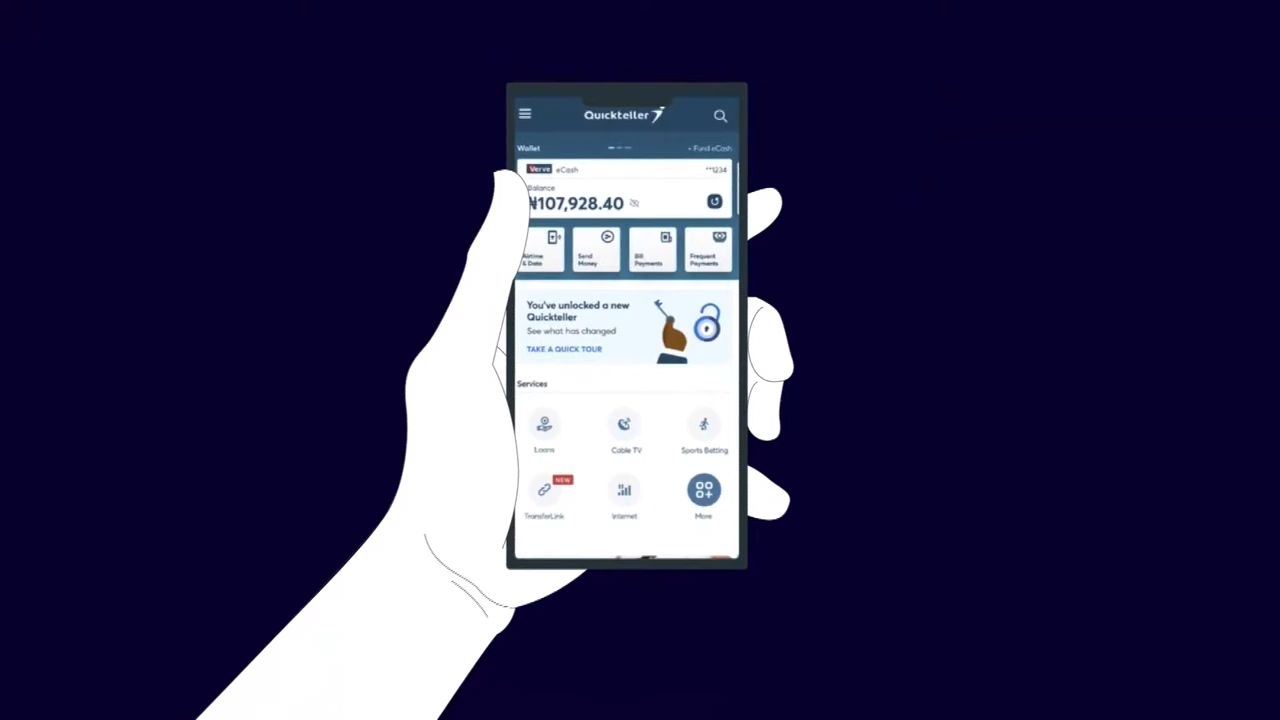 Quickteller
Wallet
+ Fund eCash
Verve eCash
**1234
Balance
₦107,928.40
Airtime
& Data
Send
Money
Bill
Payments
Frequent
Payments
You've unlocked a new
Quickteller
See what has changed
TAKE A QUICK TOUR
Services
Loans
Cable TV
Sports Betting
NEW
TransferLink
Internet
More